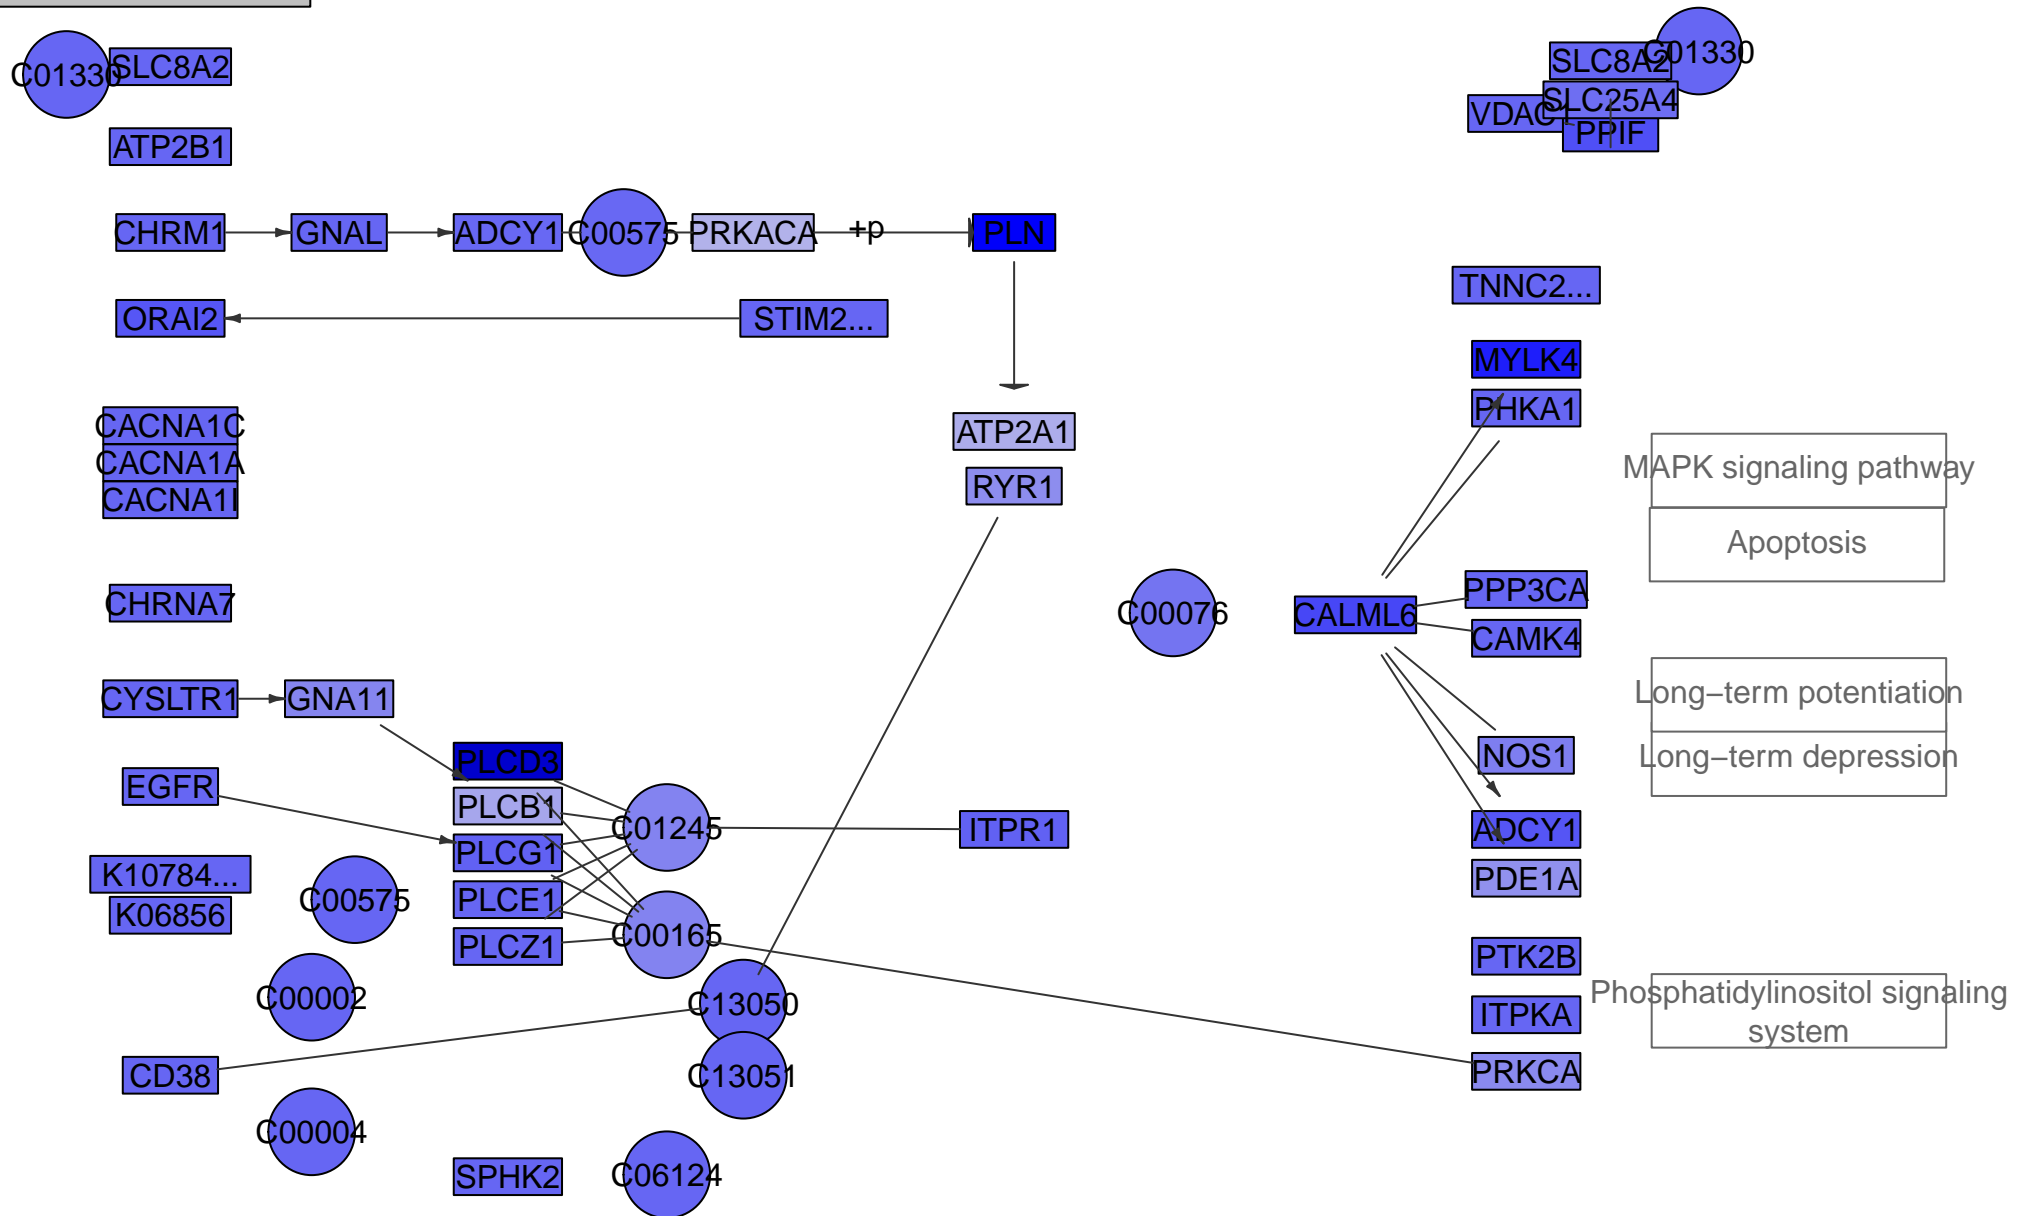 C01330
SLC8A2
SLC8A2
C01330
SLC25A4
VDAC1
PPIF
ATP2B1
CHRM1
GNAL
ADCY1
C00575
PRKACA
+p
PLN
TNNC2...
ORAI2
STIM2...
MYLK4
PHKA1
CACNA1C
CACNA1A
CACNA1I
ATP2A1
RYR1
MAPK signaling pathway
Apoptosis
CHRNA7
C00076
CALML6
PPP3CA
CAMK4
CYSLTR1
GNA11
Long−term potentiation
Long−term depression
NOS1
PLCD3
EGFR
PLCB1
C01245
ITPR1
ADCY1
PLCG1
K10784...
K06856
C00575
PLCE1
PDE1A
C00165
PLCZ1
PTK2B
C00002
C13050
ITPKA
Phosphatidylinositol signaling
system
CD38
C13051
PRKCA
C00004
SPHK2
C06124